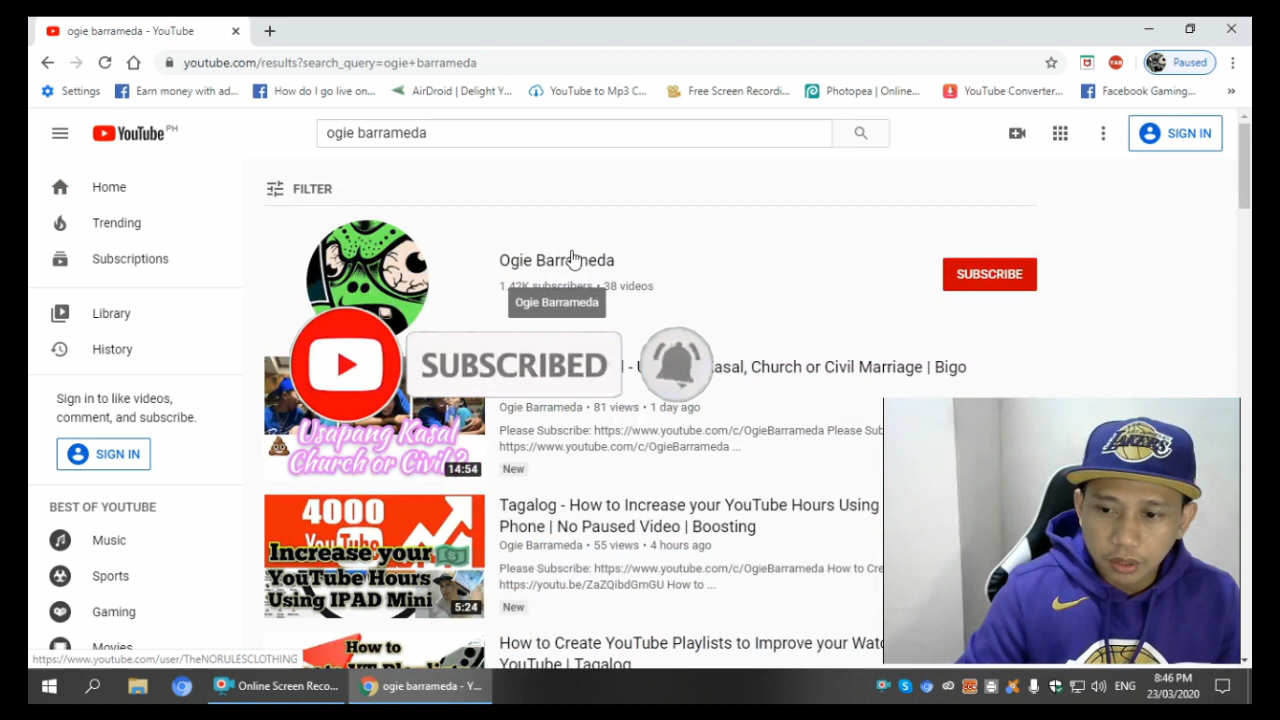 ogie barrameda - YouTube
youtube.com/results?search_query=ogie+barrameda
Paused
Settings
Earn money with ad...
How do I go live on...
AirDroid | Delight Y...
YouTube to Mp3 C...
Free Screen Recordi...
Photopea | Online...
YouTube Converter...
Facebook Gaming...
YouTube PH
ogie barrameda
SIGN IN
Home
Trending
Subscriptions
Library
History
Sign in to like videos,
comment, and subscribe.
SIGN IN
BEST OF YOUTUBE
Music
Sports
Gaming
Movies
FILTER
Ogie Barrameda
1.42K subscribers • 38 videos
Ogie Barrameda
SUBSCRIBE
SUBSCRIBED
Kasal, Church or Civil Marriage | Bigo
Ogie Barrameda • 81 views • 1 day ago
Please Subscribe: https://www.youtube.com/c/OgieBarrameda Please Sub
https://www.youtube.com/c/OgieBarrameda ...
New
Usapang Kasal
Church or Civil?
14:54
Tagalog - How to Increase your YouTube Hours Using
Phone | No Paused Video | Boosting
Ogie Barrameda • 55 views • 4 hours ago
Please Subscribe: https://www.youtube.com/c/OgieBarrameda How to Cre
https://youtu.be/ZaZQibdGmGU How to ...
New
4000
YouTube
Increase your
YouTube Hours
Using IPAD Mini
5:24
How to Create YouTube Playlists to Improve your Watc
YouTube | Tagalog
How to
LAKERS
https://www.youtube.com/user/TheNORULESCLOTHING
Online Screen Reco...
ogie barrameda - Y...
ENG
8:46 PM
23/03/2020